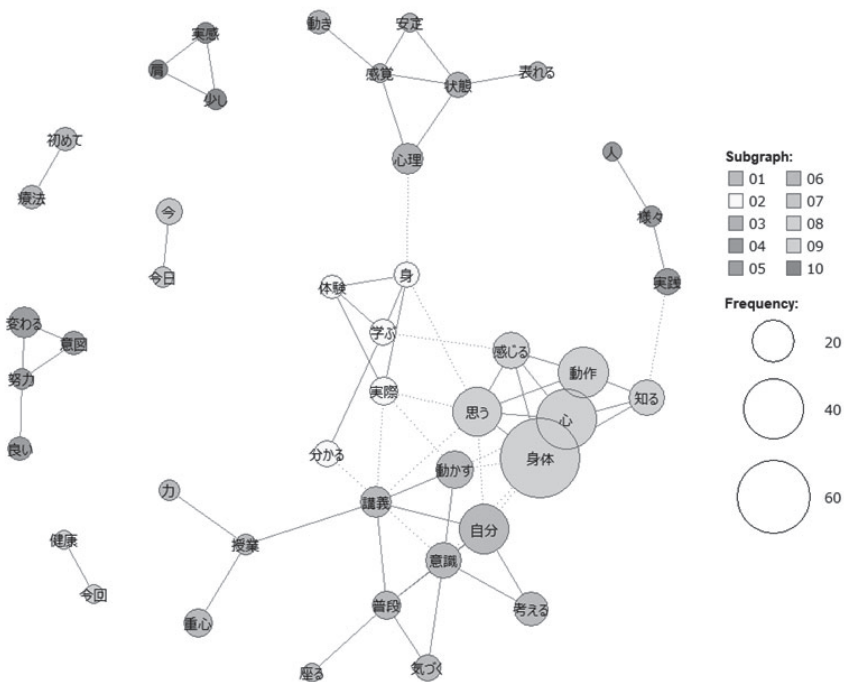 動き
安定
実感
感覚
状態
表れる
肩
少し
初めて
心理
人
療法
今
様々
今日
身
体験
実践
変わる
学ぶ
意図
感じる
動作
努力
実際
思う
心
知る
良い
分かる
動かす
身体
力
講義
自分
健康
授業
意識
今回
普段
考える
重心
座る
気づく
Subgraph:
01 06
02 07
03 08
04 09
05 10
Frequency:
20
40
60